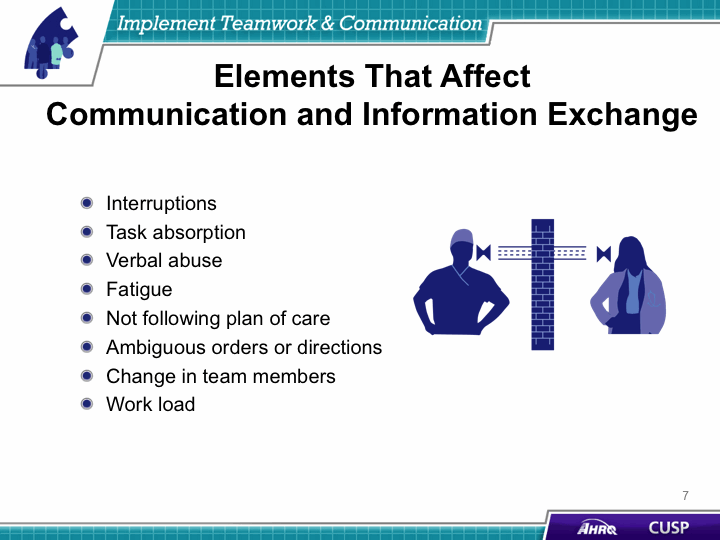 Implement Teamwork & Communication
Elements That Affect
Communication and Information Exchange
Interruptions
Task absorption
Verbal abuse
Fatigue
Not following plan of care
Ambiguous orders or directions
Change in team members
Work load
7
AHRQ CUSP